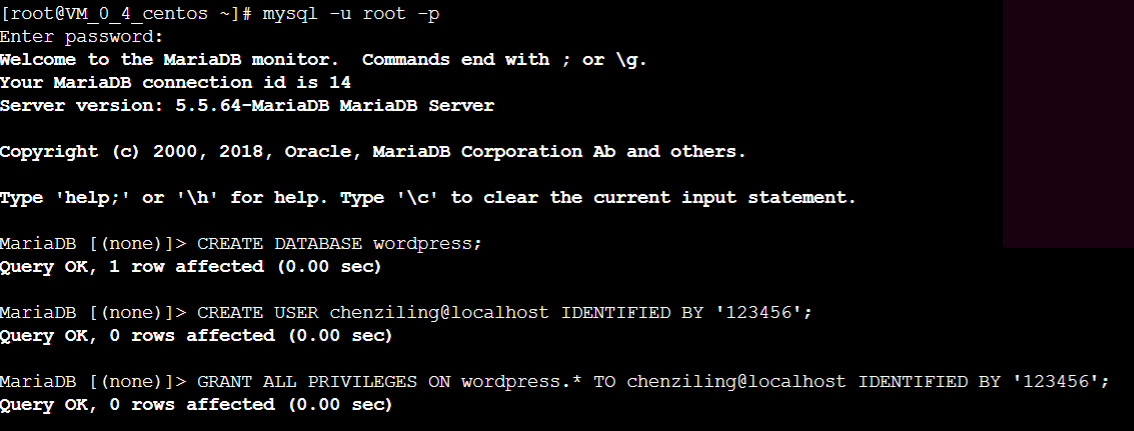 [root@VM_0_4_centos ~]# mysql -u root -p
Enter password:
Welcome to the MariaDB monitor.  Commands end with ; or \g.
Your MariaDB connection id is 14
Server version: 5.5.64-MariaDB MariaDB Server
Copyright (c) 2000, 2018, Oracle, MariaDB Corporation Ab and others.
Type 'help;' or '\h' for help. Type '\c' to clear the current input statement.
MariaDB [(none)]> CREATE DATABASE wordpress;
Query OK, 1 row affected (0.00 sec)
MariaDB [(none)]> CREATE USER chenziling@localhost IDENTIFIED BY '123456';
Query OK, 0 rows affected (0.00 sec)
MariaDB [(none)]> GRANT ALL PRIVILEGES ON wordpress.* TO chenziling@localhost IDENTIFIED BY '123456';
Query OK, 0 rows affected (0.00 sec)